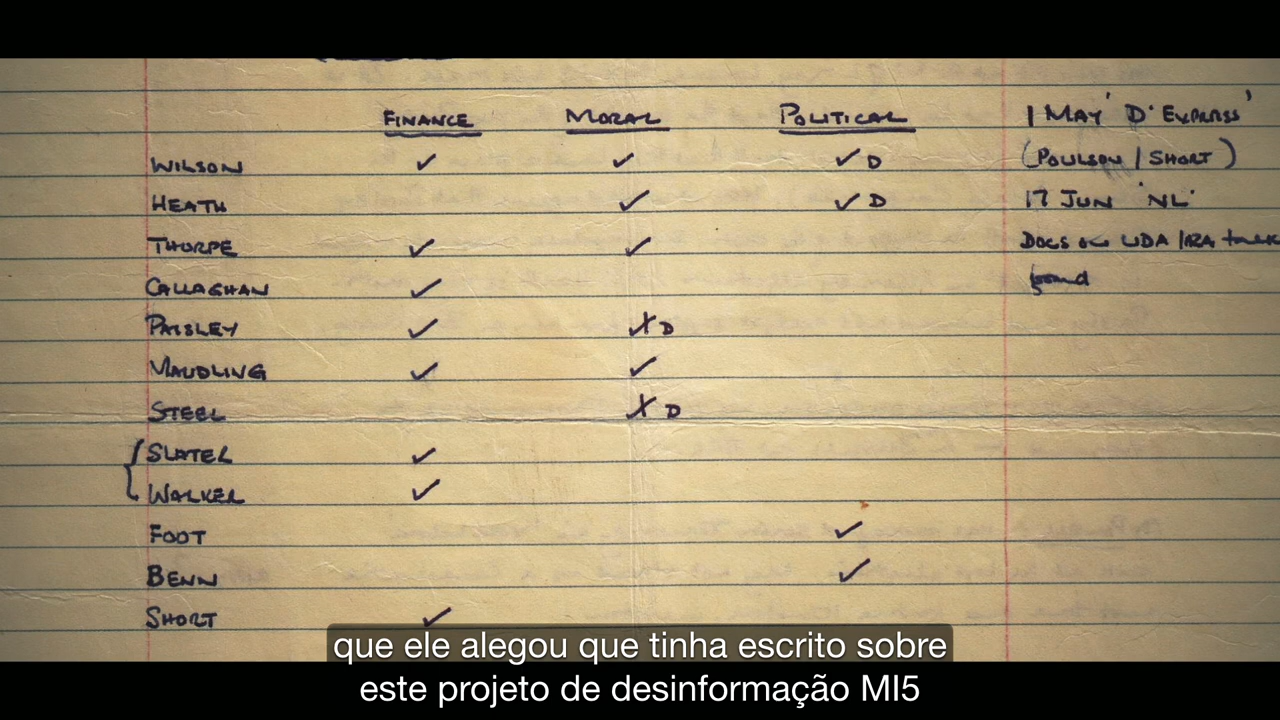 FINANCE MORAL POLITICAL 1 MAY 'D' EXPRESS'
WILSON ✓ ✓ ✓ D (POULSON / SHORT)
HEATH ✓ ✓ D 17 JUN 'NL'
THORPE ✓ ✓ DOCS ON UDA / IRA talk
CALLAGHAN ✓ found
PAISLEY ✓ X D
MAUDLING ✓ ✓
STEEL X D
SLATER ✓
WALKER ✓
FOOT ✓
BENN ✓
SHORT ✓
que ele alegou que tinha escrito sobre
este projeto de desinformação MI5